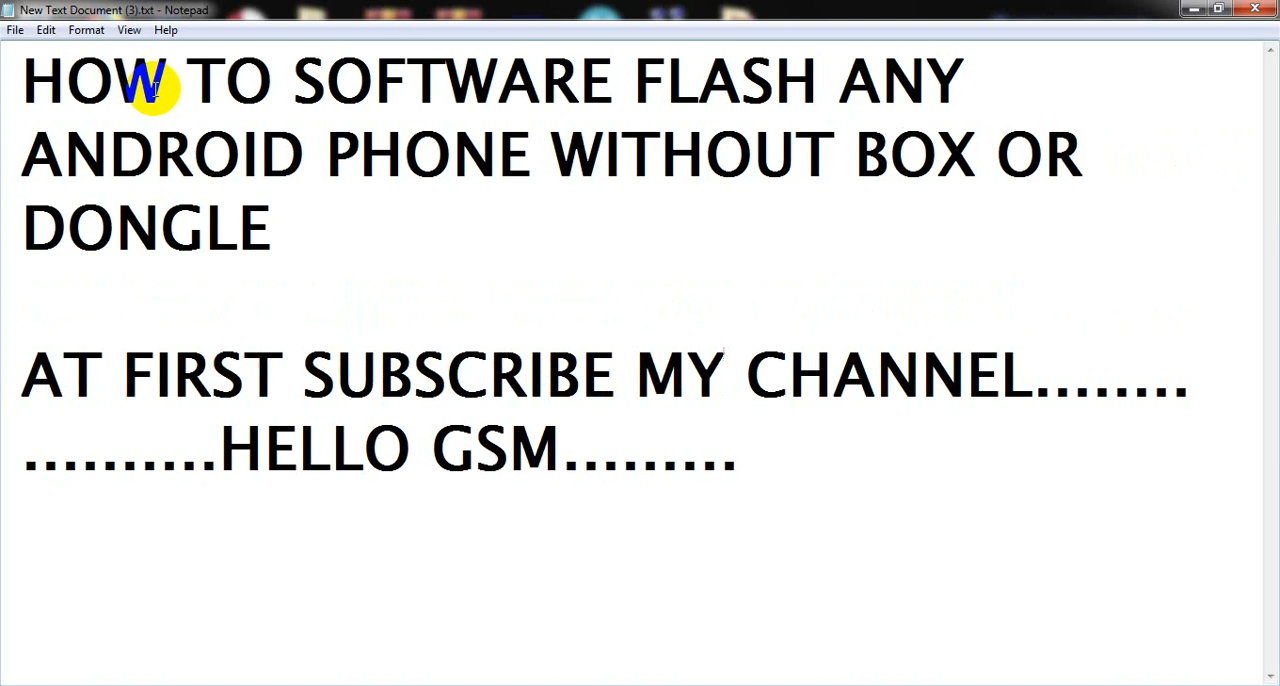 New Text Document (3).txt - Notepad
File Edit Format View Help
HOW TO SOFTWARE FLASH ANY
ANDROID PHONE WITHOUT BOX OR
DONGLE
AT FIRST SUBSCRIBE MY CHANNEL........
..........HELLO GSM.........